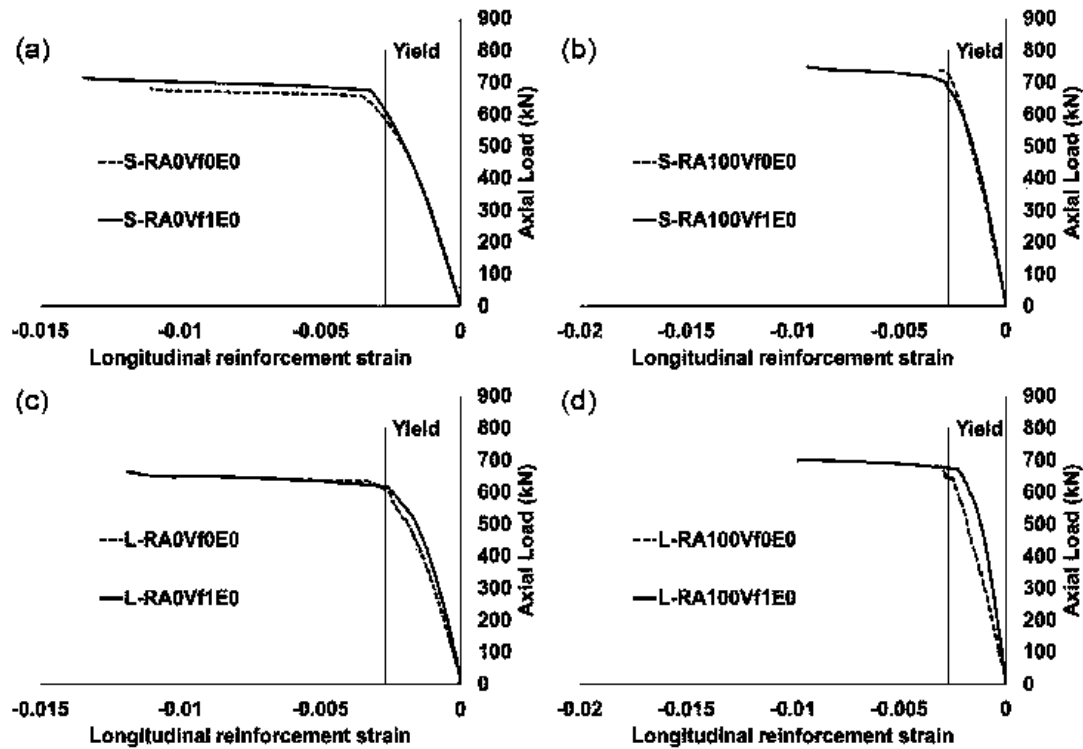 (a)
Yield
900
800
700
600
500
400
300
200
100
0
Axial Load (kN)
S-RA0Vf0E0
S-RA0Vf1E0
-0.015 -0.01 -0.005 0
Longitudinal reinforcement strain
(b)
Yield
900
800
700
600
500
400
300
200
100
0
Axial Load (kN)
S-RA100Vf0E0
S-RA100Vf1E0
-0.02 -0.015 -0.01 -0.005 0
Longitudinal reinforcement strain
(c)
Yield
900
800
700
600
500
400
300
200
100
0
Axial Load (kN)
L-RA0Vf0E0
L-RA0Vf1E0
-0.015 -0.01 -0.005 0
Longitudinal reinforcement strain
(d)
Yield
900
800
700
600
500
400
300
200
100
0
Axial Load (kN)
L-RA100Vf0E0
L-RA100Vf1E0
-0.02 -0.015 -0.01 -0.005 0
Longitudinal reinforcement strain